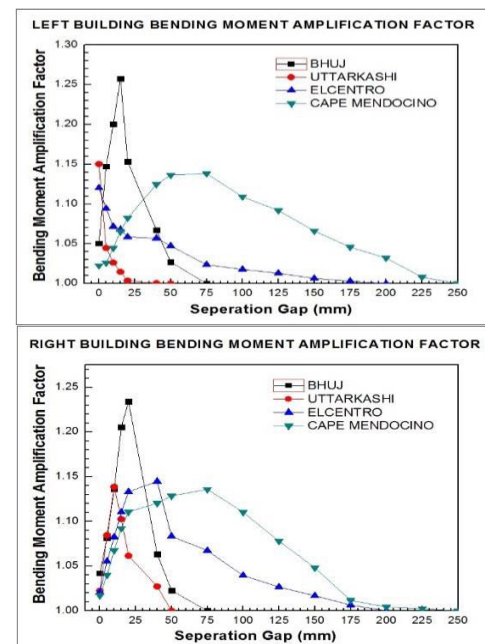 LEFT BUILDING BENDING MOMENT AMPLIFICATION FACTOR
Bending Moment Amplification Factor
1.30
1.25
1.20
1.15
1.10
1.05
1.00
BHUJ
UTTARKASHI
ELCENTRO
CAPE MENDOCINO
0 25 50 75 100 125 150 175 200 225 250
Seperation Gap (mm)
RIGHT BUILDING BENDING MOMENT AMPLIFICATION FACTOR
Bending Moment Amplification Factor
1.25
1.20
1.15
1.10
1.05
1.00
BHUJ
UTTARKASHI
ELCENTRO
CAPE MENDOCINO
0 25 50 75 100 125 150 175 200 225 250
Seperation Gap (mm)